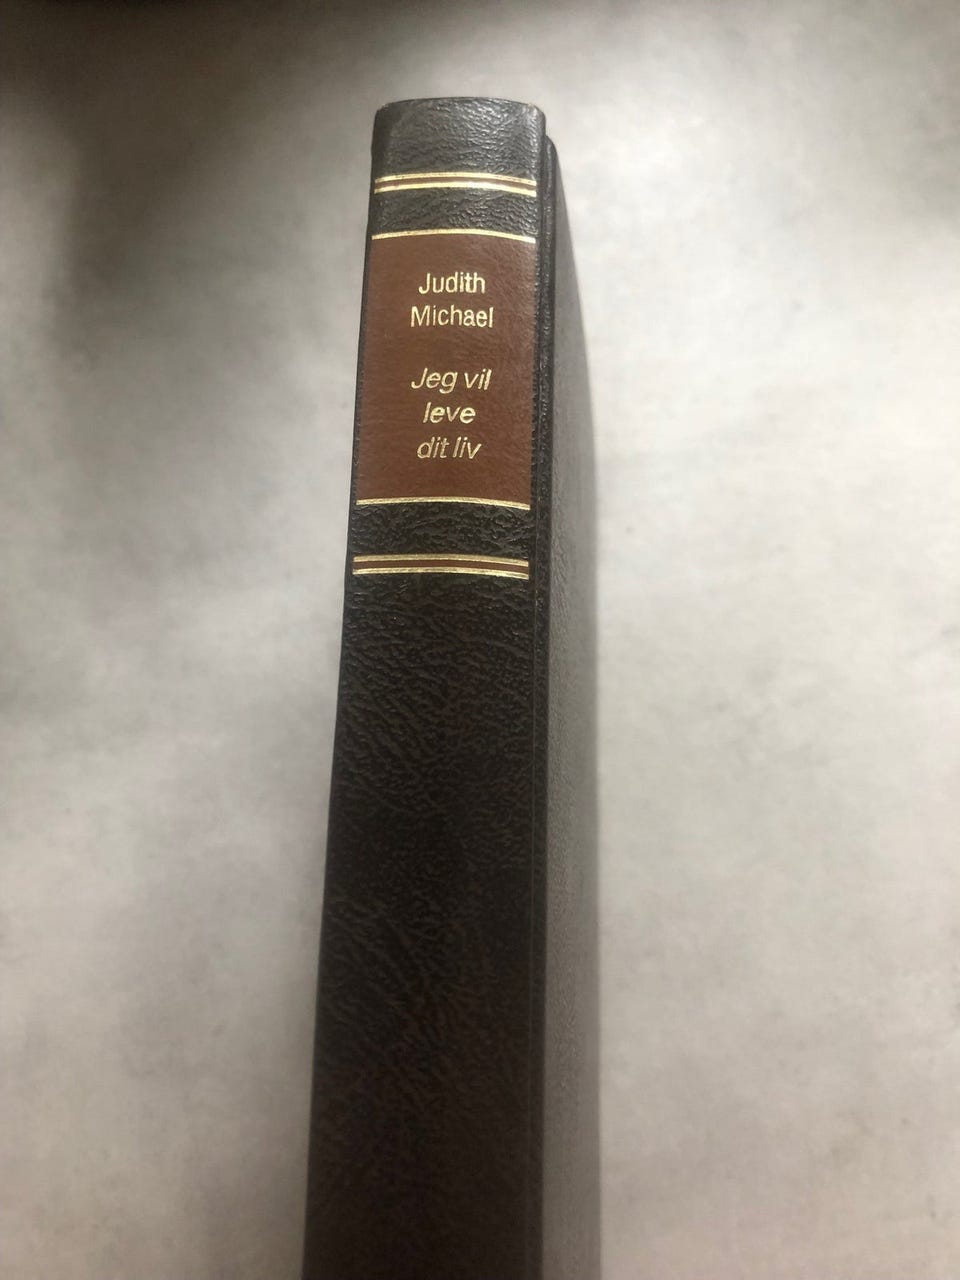 Judith
Michael
Jeg vil
leve
dit liv